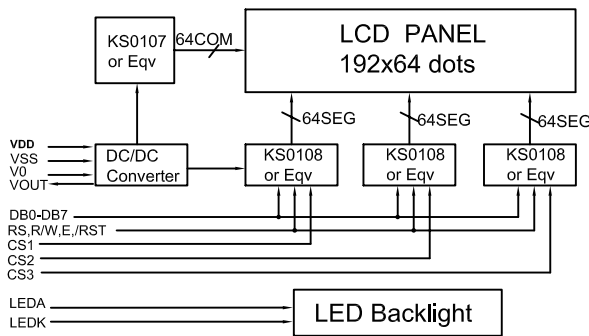 KS0107
or Eqv
64COM
LCD PANEL
192x64 dots
64SEG
64SEG
64SEG
VDD
VSS
V0
VOUT
DC/DC
Converter
KS0108
or Eqv
KS0108
or Eqv
KS0108
or Eqv
DB0-DB7
RS,R/W,E,/RST
CS1
CS2
CS3
LEDA
LEDK
LED Backlight